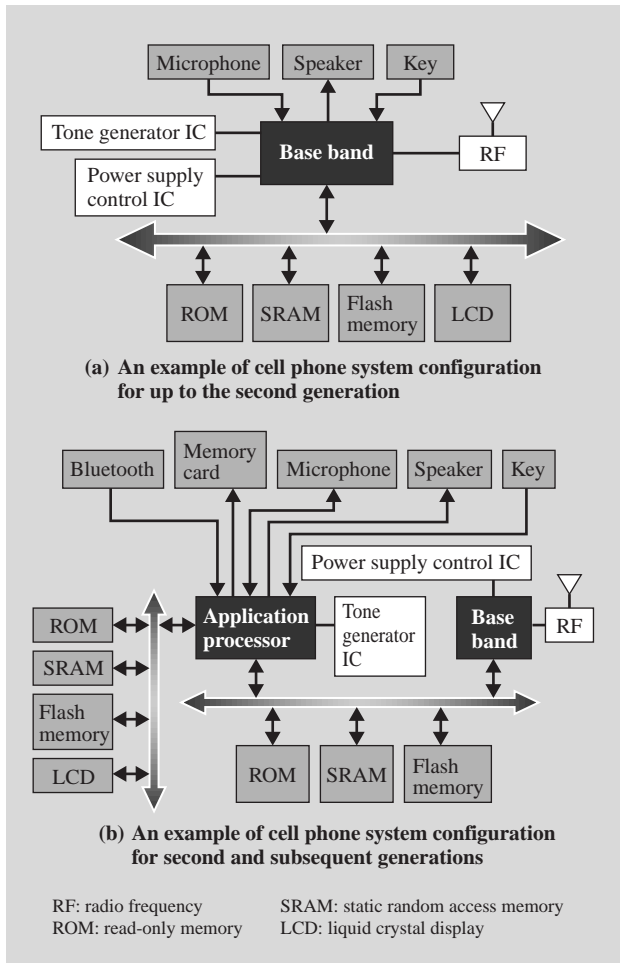 Microphone
Speaker
Key
Tone generator IC
Base band
RF
Power supply
control IC
ROM
SRAM
Flash
memory
LCD
(a) An example of cell phone system configuration
for up to the second generation
Bluetooth
Memory
card
Microphone
Speaker
Key
Power supply control IC
ROM
SRAM
Flash
memory
LCD
Application
processor
Tone
generator
IC
Base
band
RF
ROM
SRAM
Flash
memory
(b) An example of cell phone system configuration
for second and subsequent generations
RF: radio frequency
SRAM: static random access memory
ROM: read-only memory
LCD: liquid crystal display